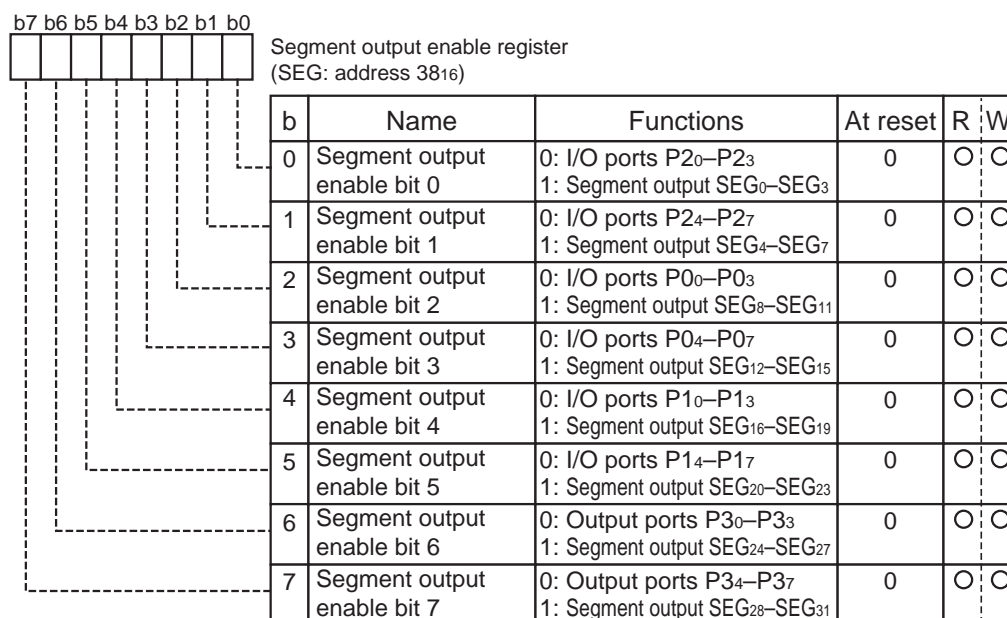 b7 b6 b5 b4 b3 b2 b1 b0
Segment output enable register
(SEG: address 3816)
b Name Functions At reset R W
0 Segment output enable bit 0 0: I/O ports P20–P23 0 O O
1: Segment output SEG0–SEG3
1 Segment output enable bit 1 0: I/O ports P24–P27 0 O O
1: Segment output SEG4–SEG7
2 Segment output enable bit 2 0: I/O ports P00–P03 0 O O
1: Segment output SEG8–SEG11
3 Segment output enable bit 3 0: I/O ports P04–P07 0 O O
1: Segment output SEG12–SEG15
4 Segment output enable bit 4 0: I/O ports P10–P13 0 O O
1: Segment output SEG16–SEG19
5 Segment output enable bit 5 0: I/O ports P14–P17 0 O O
1: Segment output SEG20–SEG23
6 Segment output enable bit 6 0: Output ports P30–P33 0 O O
1: Segment output SEG24–SEG27
7 Segment output enable bit 7 0: Output ports P34–P37 0 O O
1: Segment output SEG28–SEG31